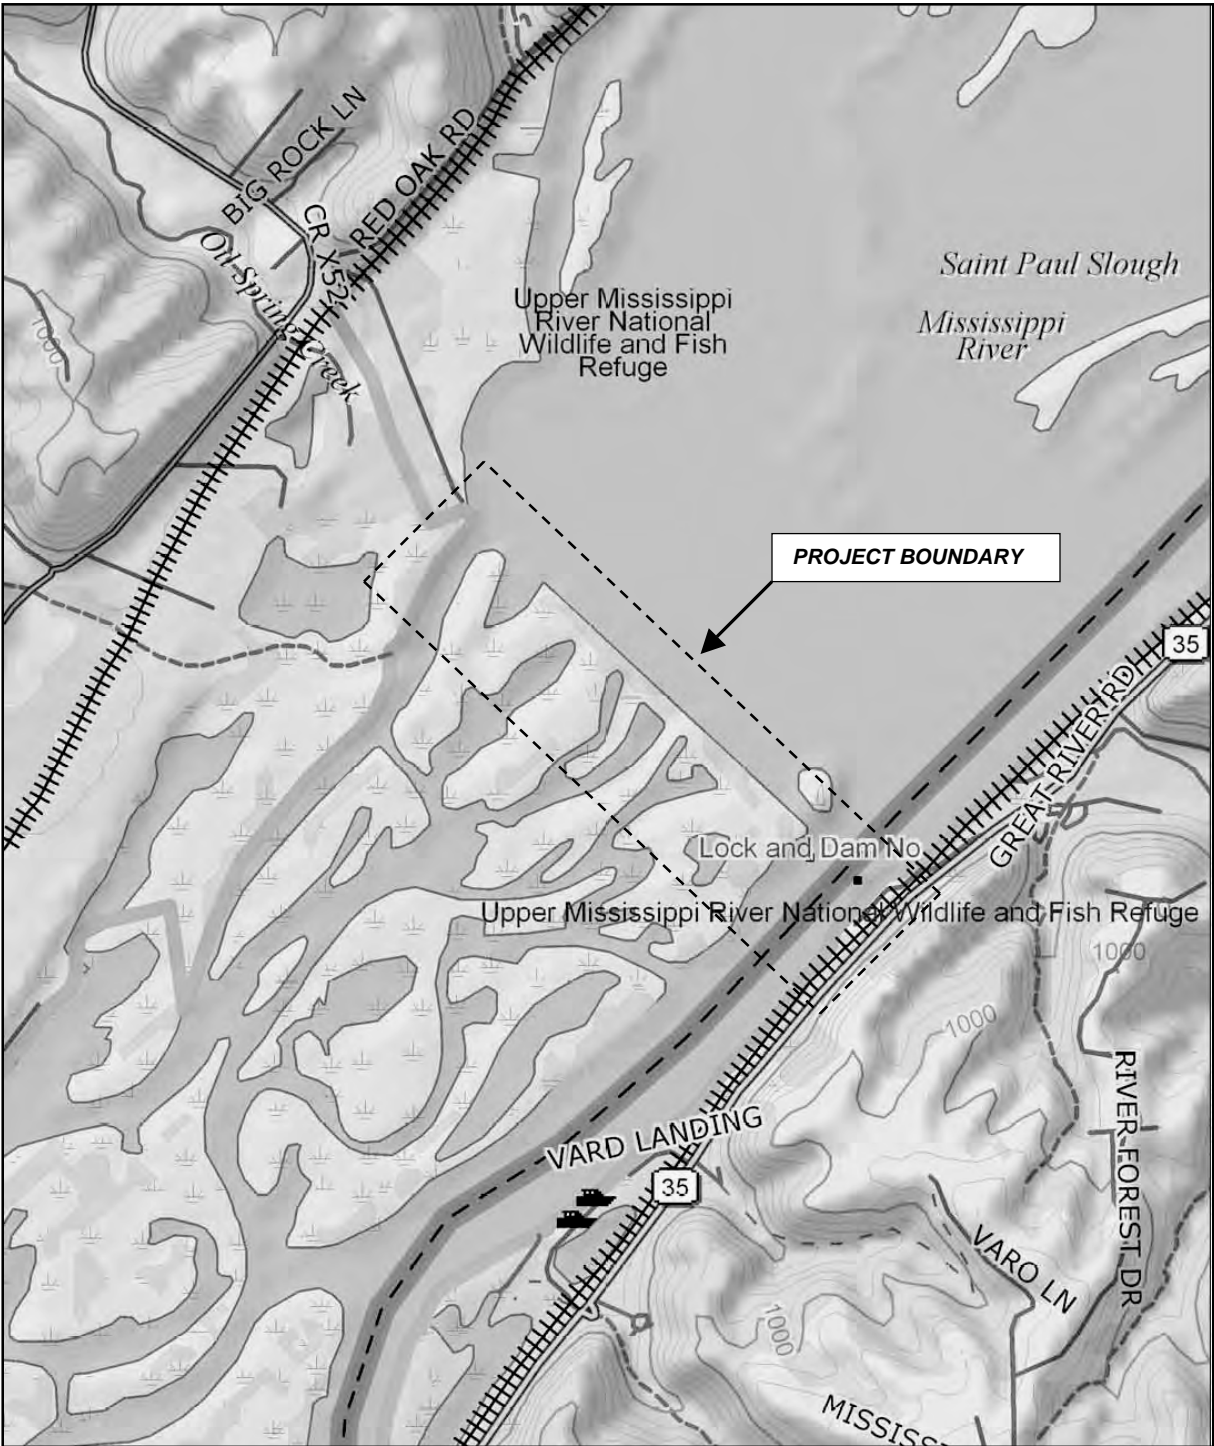 BIG ROCK LN
RED OAK RD
CR X52
Oil Spring Creek
1000
Saint Paul Slough
Mississippi
River
Upper Mississippi
River National
Wildlife and Fish
Refuge
PROJECT BOUNDARY
35
GREAT RIVER RD
Lock and Dam No.
Upper Mississippi River National Wildlife and Fish Refuge
1000
1000
RIVER FOREST DR
VARD LANDING
35
VARO LN
1000
MISSISS